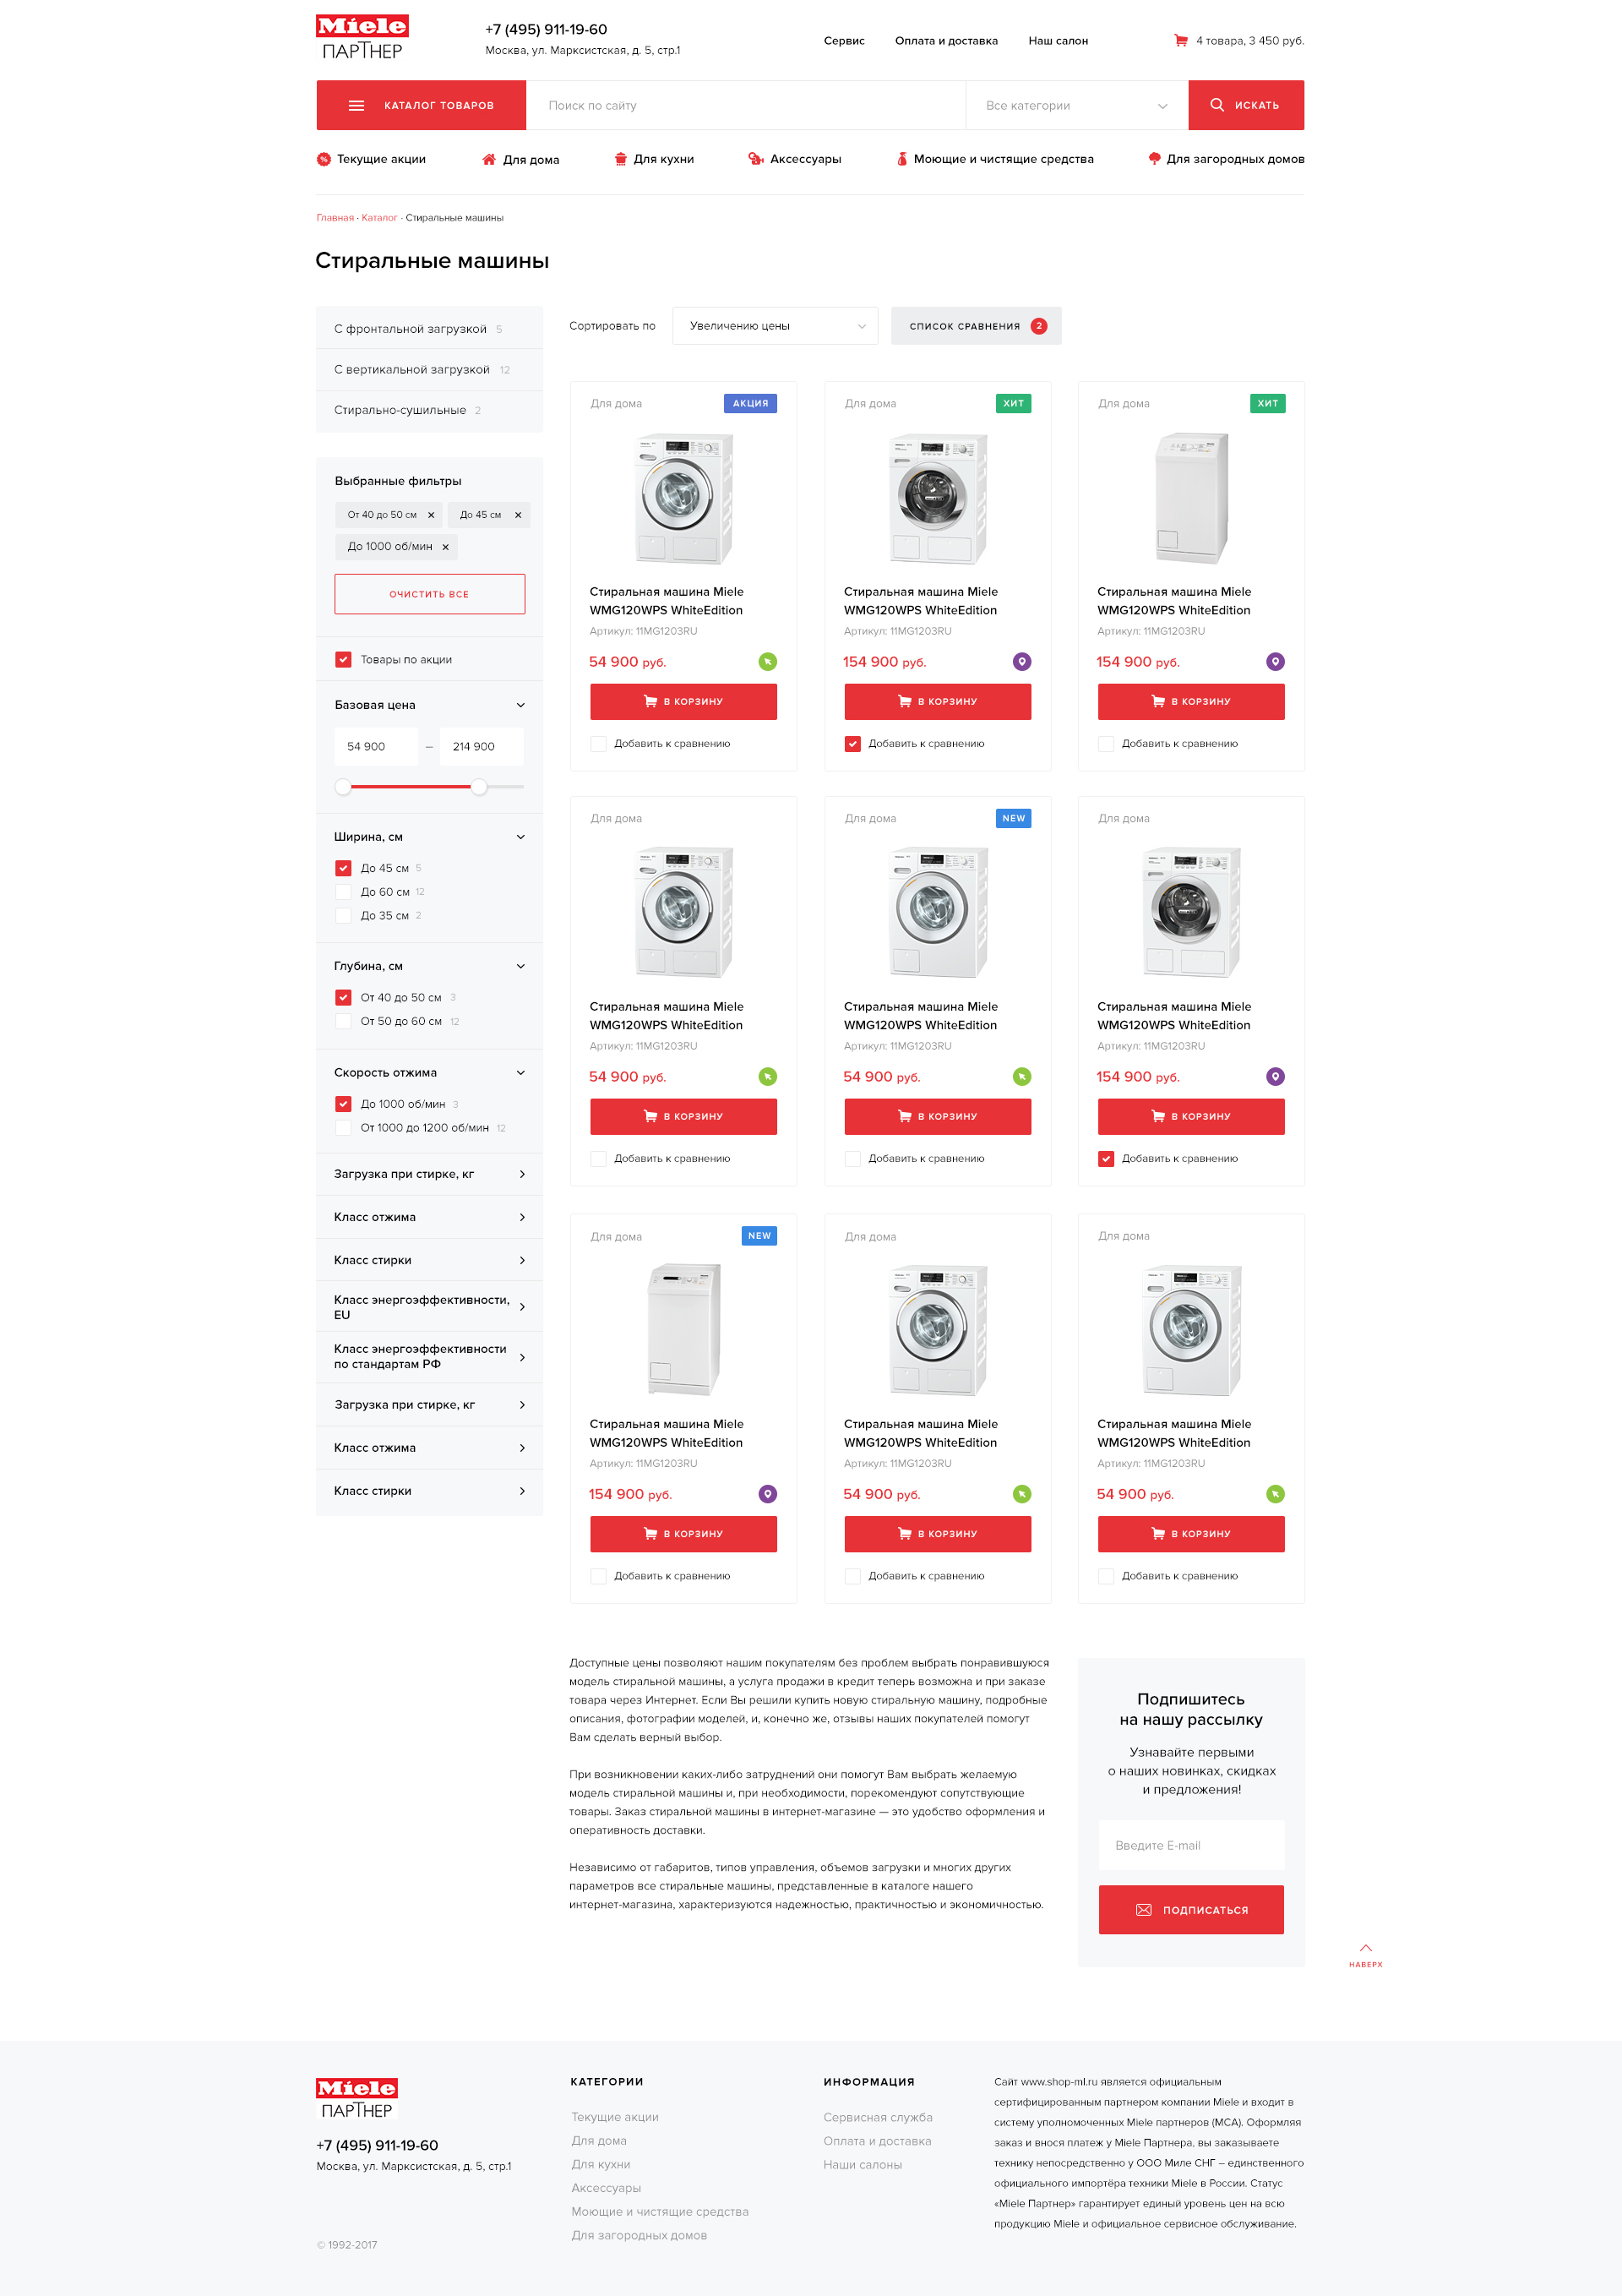 Miele
ПАРТНЕР
+7 (495) 911-19-60
Москва, ул. Марксистская, д. 5, стр.1
Сервис
Оплата и доставка
Наш салон
4 товара, 3 450 руб.
КАТАЛОГ ТОВАРОВ
Поиск по сайту
Все категории
ИСКАТЬ
Текущие акции
Для дома
Для кухни
Аксессуары
Моющие и чистящие средства
Для загородных домов
Главная - Каталог - Стиральные машины
Стиральные машины
С фронтальной загрузкой 5
С вертикальной загрузкой 12
Стирально-сушильные 2
Выбранные фильтры
От 40 до 50 см ×
До 45 см ×
До 1000 об/мин ×
ОЧИСТИТЬ ВСЕ
Товары по акции
Базовая цена
54 900 — 214 900
Ширина, см
До 45 см 5
До 60 см 12
До 35 см 2
Глубина, см
От 40 до 50 см 3
От 50 до 60 см 12
Скорость отжима
До 1000 об/мин 3
От 1000 до 1200 об/мин 12
Загрузка при стирке, кг
Класс отжима
Класс стирки
Класс энергоэффективности,
EU
Класс энергоэффективности
по стандартам РФ
Загрузка при стирке, кг
Класс отжима
Класс стирки
Сортировать по
Увеличению цены
СПИСОК СРАВНЕНИЯ 2
Для дома
АКЦИЯ
Стиральная машина Miele
WMG120WPS WhiteEdition
Артикул: 11MG1203RU
54 900 руб.
В КОРЗИНУ
Добавить к сравнению
Для дома
ХИТ
Стиральная машина Miele
WMG120WPS WhiteEdition
Артикул: 11MG1203RU
154 900 руб.
В КОРЗИНУ
Добавить к сравнению
Для дома
ХИТ
Стиральная машина Miele
WMG120WPS WhiteEdition
Артикул: 11MG1203RU
154 900 руб.
В КОРЗИНУ
Добавить к сравнению
Для дома
Стиральная машина Miele
WMG120WPS WhiteEdition
Артикул: 11MG1203RU
54 900 руб.
В КОРЗИНУ
Добавить к сравнению
Для дома
NEW
Стиральная машина Miele
WMG120WPS WhiteEdition
Артикул: 11MG1203RU
54 900 руб.
В КОРЗИНУ
Добавить к сравнению
Для дома
Стиральная машина Miele
WMG120WPS WhiteEdition
Артикул: 11MG1203RU
154 900 руб.
В КОРЗИНУ
Добавить к сравнению
Для дома
NEW
Стиральная машина Miele
WMG120WPS WhiteEdition
Артикул: 11MG1203RU
154 900 руб.
В КОРЗИНУ
Добавить к сравнению
Для дома
Стиральная машина Miele
WMG120WPS WhiteEdition
Артикул: 11MG1203RU
54 900 руб.
В КОРЗИНУ
Добавить к сравнению
Для дома
Стиральная машина Miele
WMG120WPS WhiteEdition
Артикул: 11MG1203RU
54 900 руб.
В КОРЗИНУ
Добавить к сравнению
Доступные цены позволяют нашим покупателям без проблем выбрать понравившуюся
модель стиральной машины, а услуга продажи в кредит теперь возможна и при заказе
товара через Интернет. Если Вы решили купить новую стиральную машину, подробные
описания, фотографии моделей, и, конечно же, отзывы наших покупателей помогут
Вам сделать верный выбор.
При возникновении каких-либо затруднений они помогут Вам выбрать желаемую
модель стиральной машины и, при необходимости, порекомендуют сопутствующие
товары. Заказ стиральной машины в интернет-магазине — это удобство оформления и
оперативность доставки.
Независимо от габаритов, типов управления, объемов загрузки и многих других
параметров все стиральные машины, представленные в каталоге нашего
интернет-магазина, характеризуются надежностью, практичностью и экономичностью.
Подпишитесь
на нашу рассылку
Узнавайте первыми
о наших новинках, скидках
и предложения!
Введите E-mail
ПОДПИСАТЬСЯ
НАВЕРХ
Miele
ПАРТНЕР
+7 (495) 911-19-60
Москва, ул. Марксистская, д. 5, стр.1
© 1992-2017
КАТЕГОРИИ
Текущие акции
Для дома
Для кухни
Аксессуары
Моющие и чистящие средства
Для загородных домов
ИНФОРМАЦИЯ
Сервисная служба
Оплата и доставка
Наши салоны
Сайт www.shop-ml.ru является официальным
сертифицированным партнером компании Miele и входит в
систему уполномоченных Miele партнеров (МСА). Оформляя
заказ и внося платеж у Miele Партнера, вы заказываете
технику непосредственно у ООО Миле СНГ – единственного
официального импортёра техники Miele в России. Статус
«Miele Партнер» гарантирует единый уровень цен на всю
продукцию Miele и официальное сервисное обслуживание.